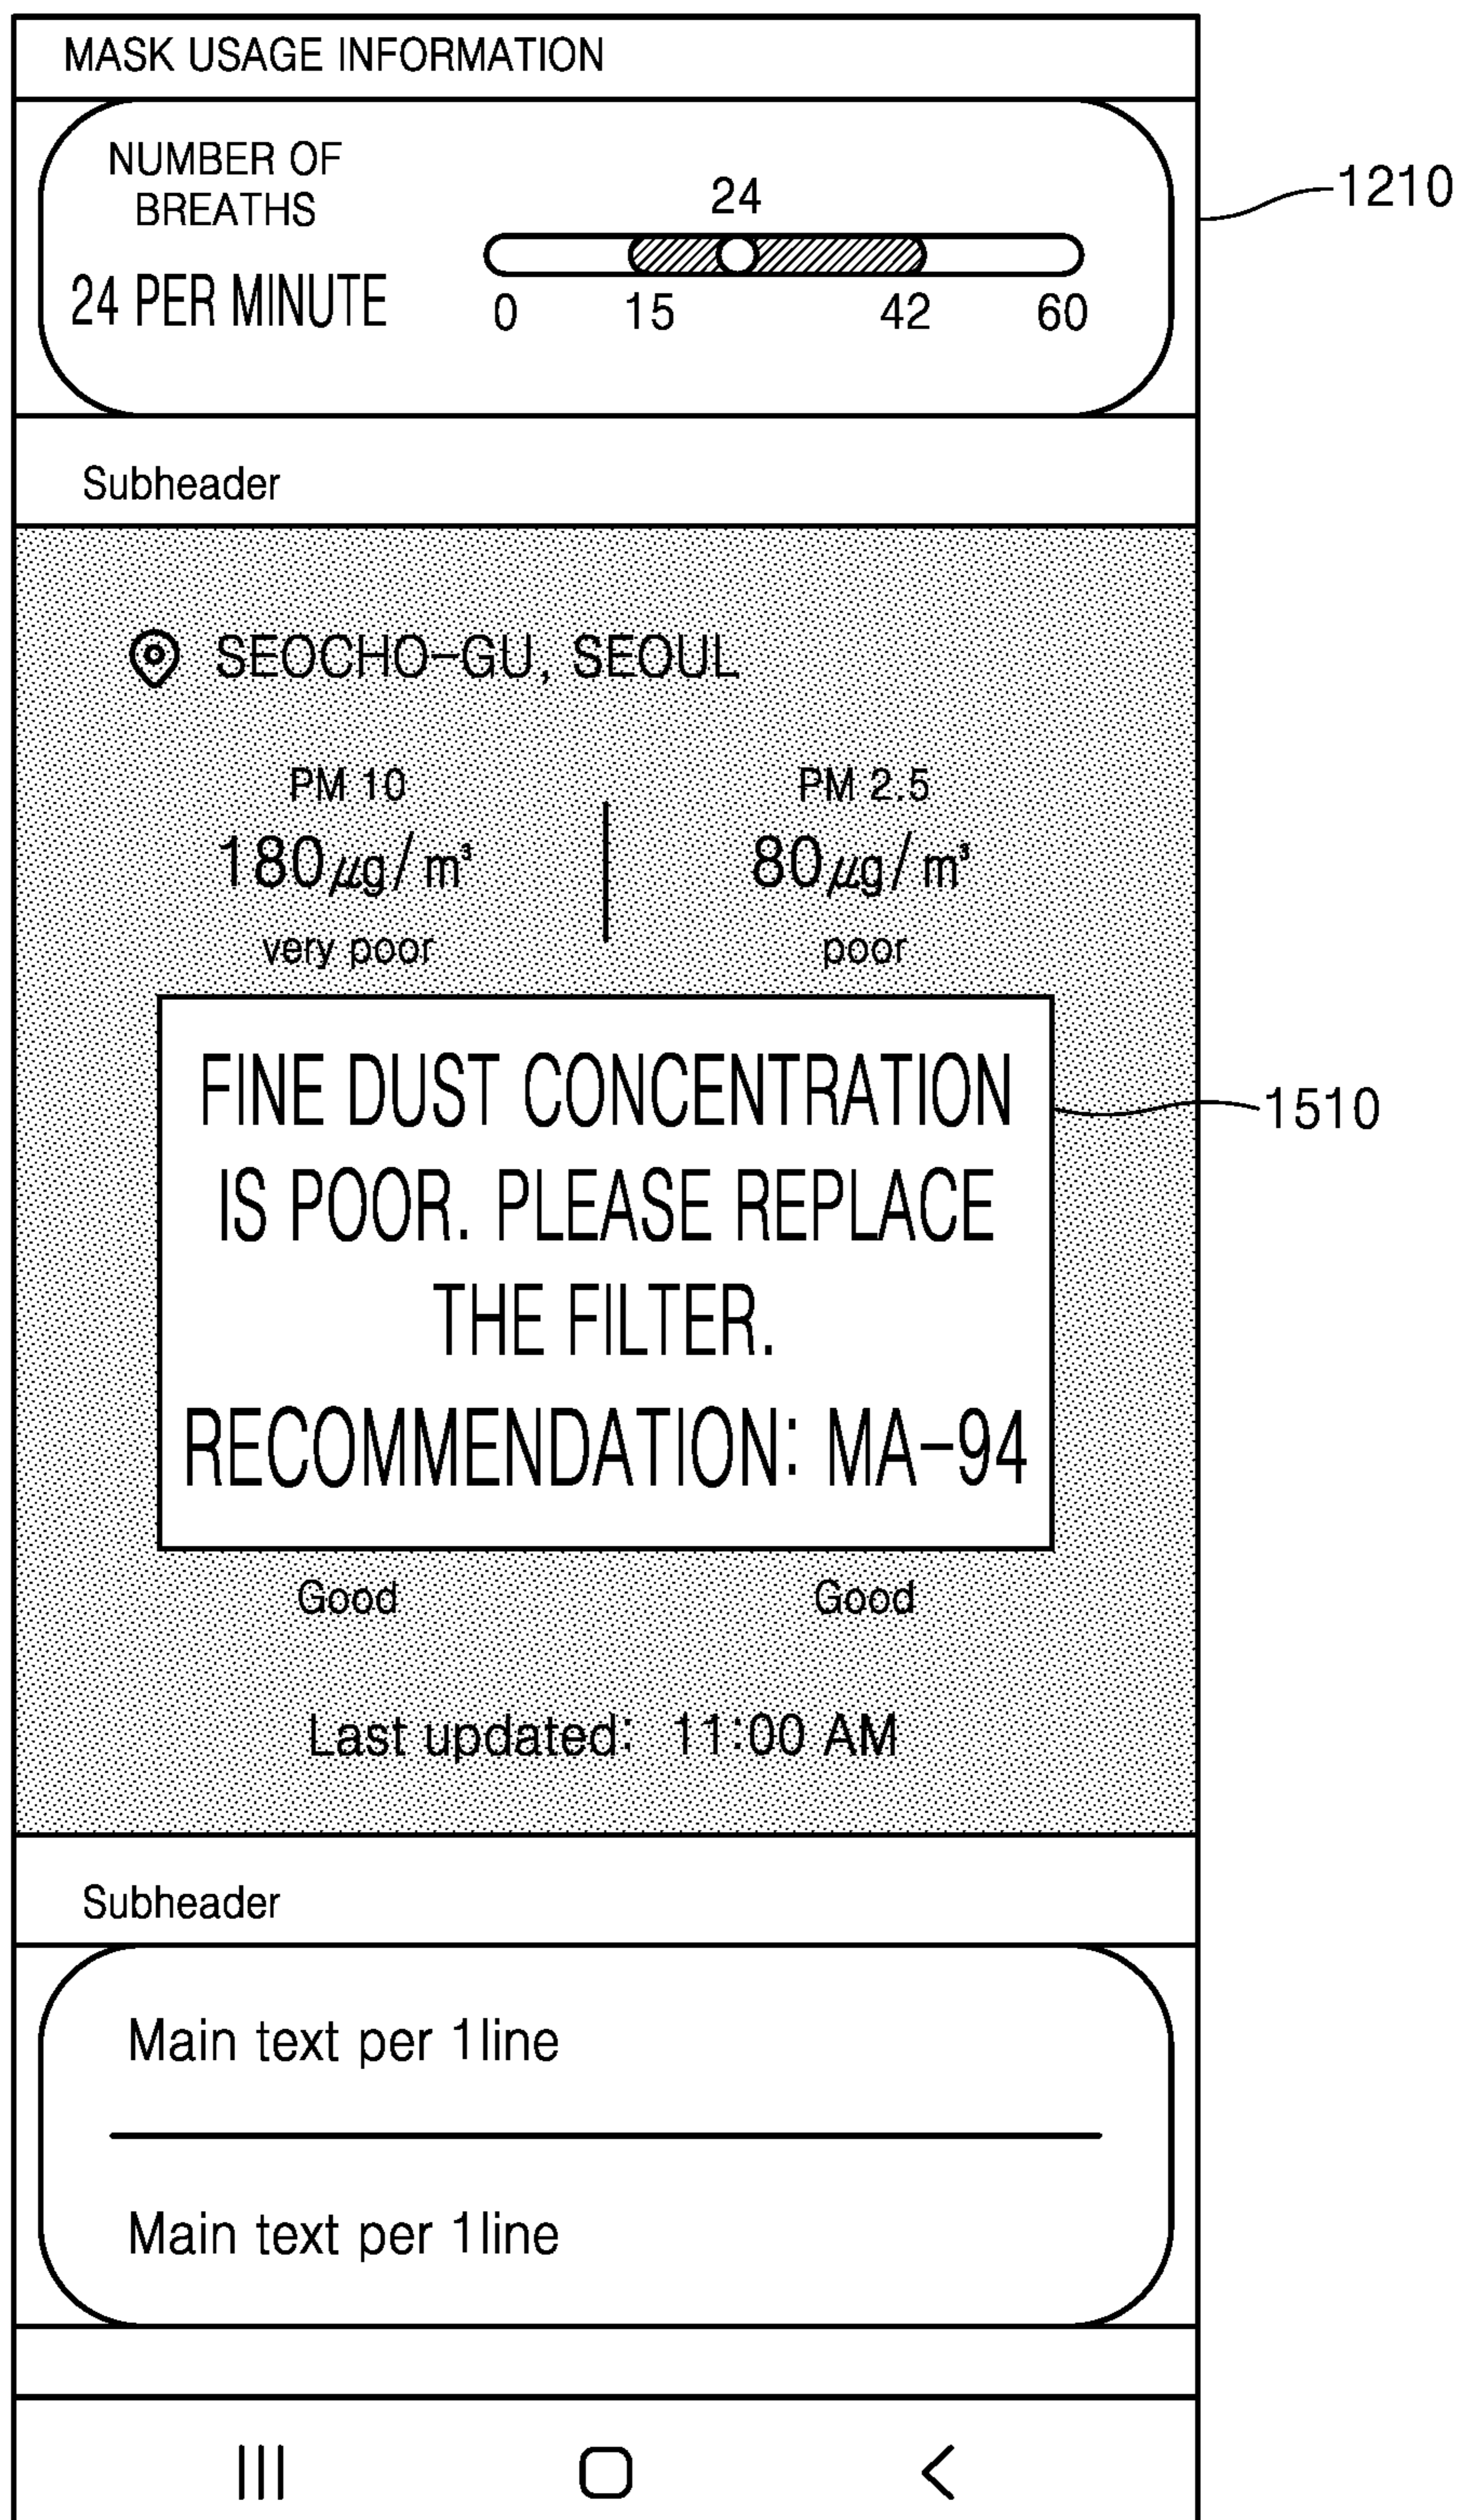 MASK USAGE INFORMATION
NUMBER OF
BREATHS
24 PER MINUTE
24
0 15 42 60
1210
Subheader
SEOCHO-GU, SEOUL
PM 10 PM 2.5
180㎍/m³ 80㎍/m³
very poor poor
FINE DUST CONCENTRATION
IS POOR. PLEASE REPLACE
THE FILTER.
RECOMMENDATION: MA-94
1510
Good Good
Last updated: 11:00 AM
Subheader
Main text per 1line
Main text per 1line